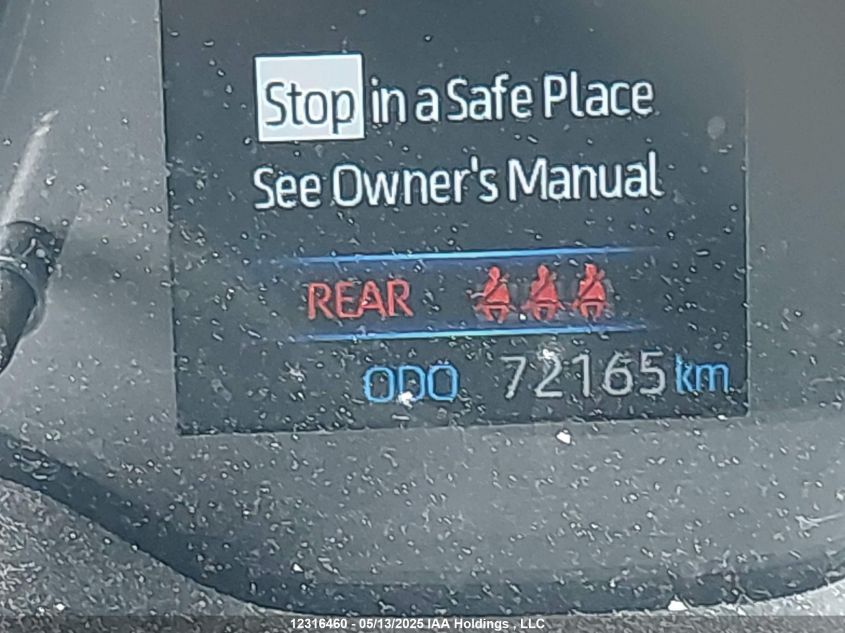 Stop in a Safe Place
See Owner's Manual
REAR
ODO 72165 km
12316460 - 05/13/2025 IAA Holdings , LLC